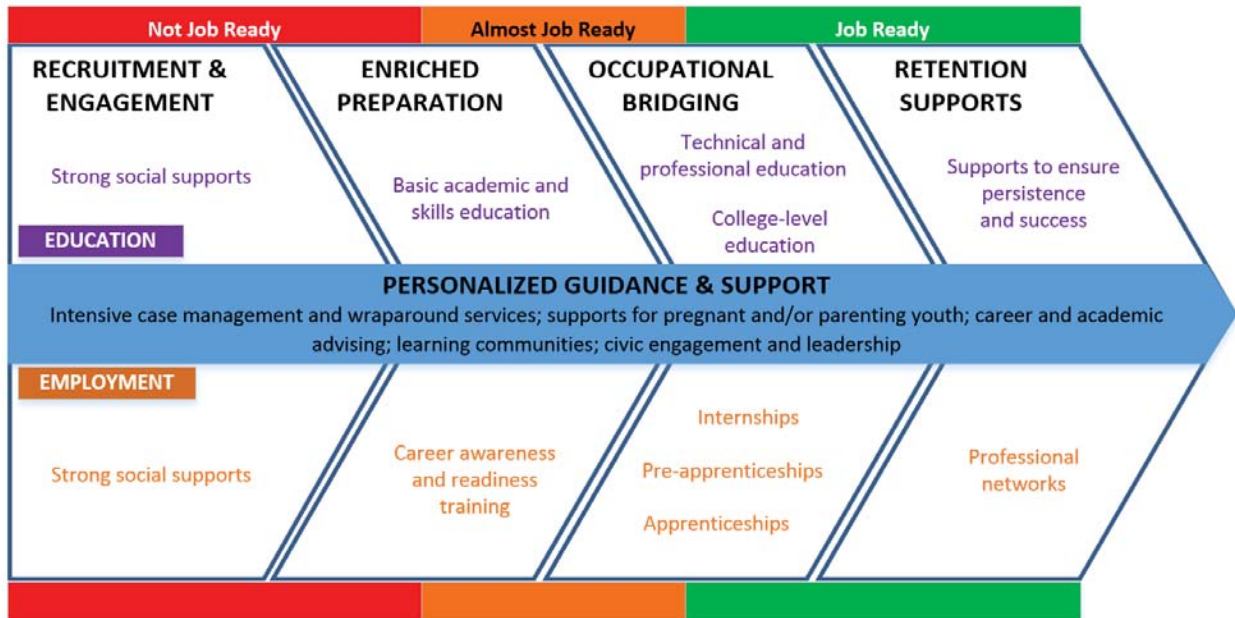 Not Job Ready
Almost Job Ready
Job Ready
RECRUITMENT &
ENGAGEMENT
ENRICHED
PREPARATION
OCCUPATIONAL
BRIDGING
RETENTION
SUPPORTS
Strong social supports
Basic academic and
skills education
Technical and
professional education
College-level
education
Supports to ensure
persistence
and success
EDUCATION
PERSONALIZED GUIDANCE & SUPPORT
Intensive case management and wraparound services; supports for pregnant and/or parenting youth; career and academic
advising; learning communities; civic engagement and leadership
EMPLOYMENT
Strong social supports
Career awareness
and readiness
training
Internships
Pre-apprenticeships
Apprenticeships
Professional
networks